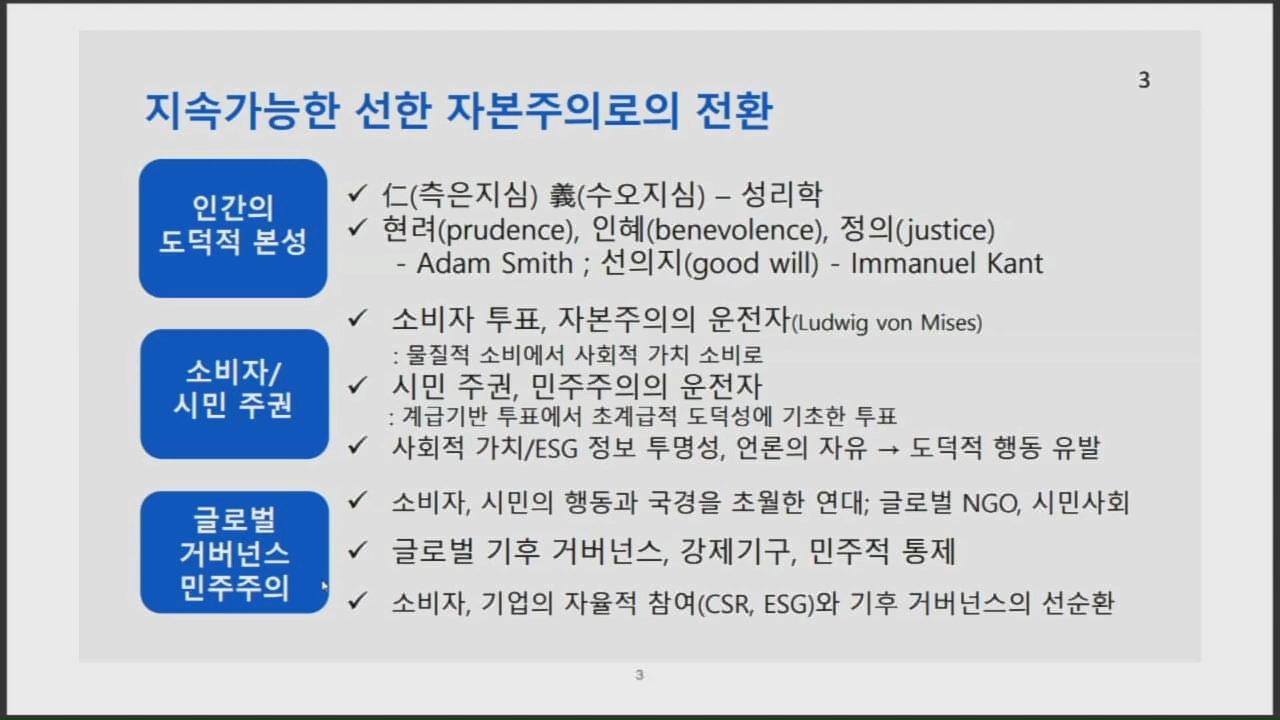 3
지속가능한 선한 자본주의로의 전환
인간의
도덕적 본성
✓ 仁(측은지심) 義(수오지심) – 성리학
✓ 현려(prudence), 인혜(benevolence), 정의(justice)
- Adam Smith ; 선의지(good will) - Immanuel Kant
소비자/
시민 주권
✓ 소비자 투표, 자본주의의 운전자(Ludwig von Mises)
: 물질적 소비에서 사회적 가치 소비로
✓ 시민 주권, 민주주의의 운전자
: 계급기반 투표에서 초계급적 도덕성에 기초한 투표
✓ 사회적 가치/ESG 정보 투명성, 언론의 자유 → 도덕적 행동 유발
글로벌
거버넌스
민주주의
✓ 소비자, 시민의 행동과 국경을 초월한 연대; 글로벌 NGO, 시민사회
✓ 글로벌 기후 거버넌스, 강제기구, 민주적 통제
✓ 소비자, 기업의 자율적 참여(CSR, ESG)와 기후 거버넌스의 선순환
3